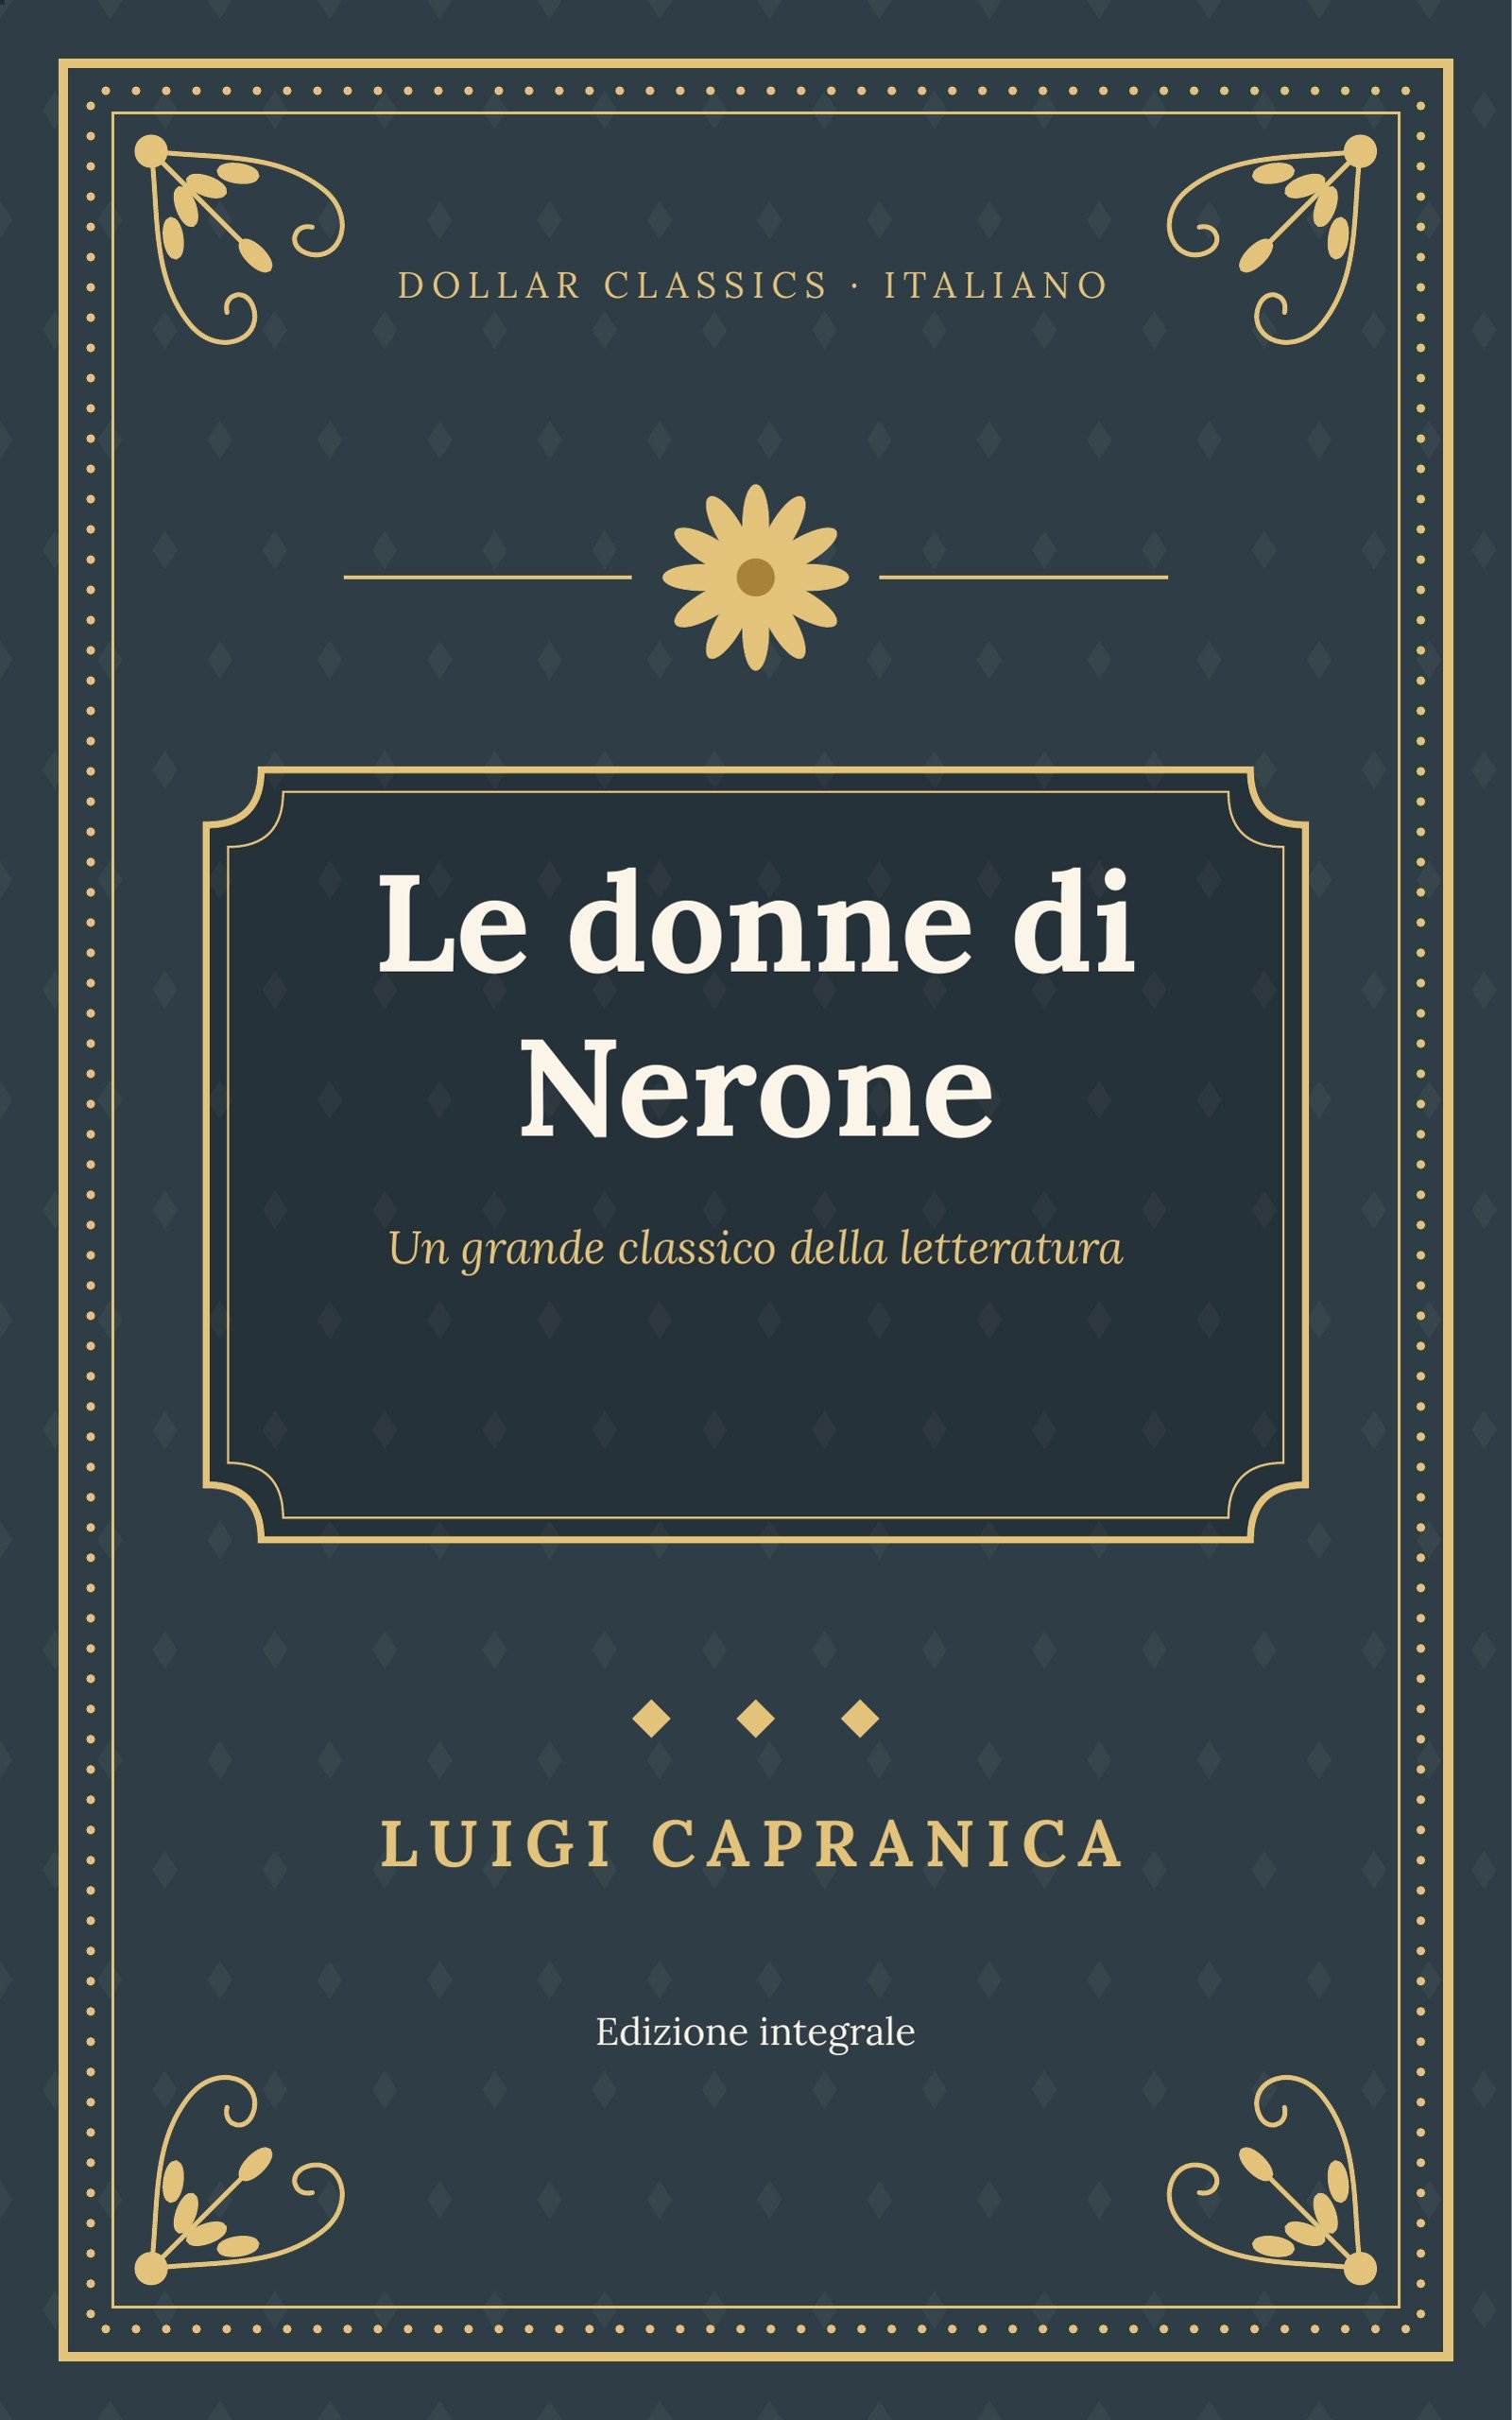 DOLLAR CLASSICS · ITALIANO
Le donne di
Nerone
Un grande classico della letteratura
LUIGI CAPRANICA
Edizione integrale